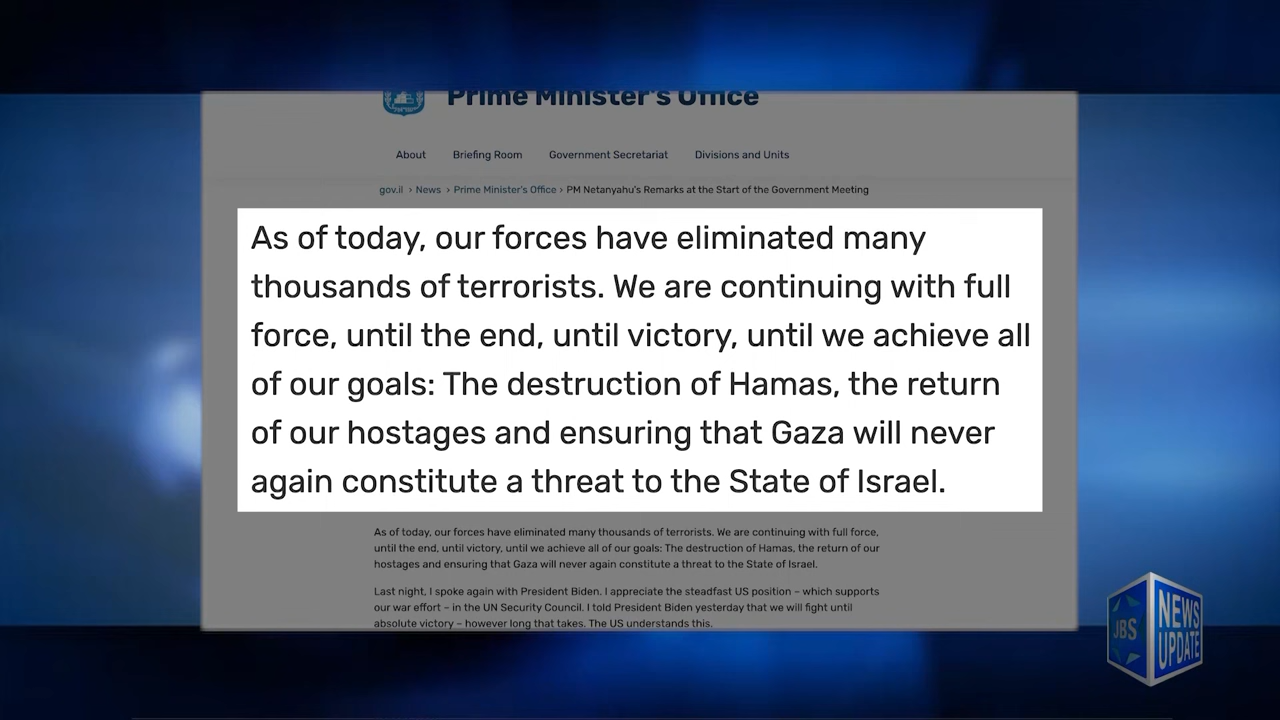 Prime Minister's Office
About Briefing Room Government Secretariat Divisions and Units
gov.il › News › Prime Minister's Office › PM Netanyahu's Remarks at the Start of the Government Meeting
As of today, our forces have eliminated many
thousands of terrorists. We are continuing with full
force, until the end, until victory, until we achieve all
of our goals: The destruction of Hamas, the return
of our hostages and ensuring that Gaza will never
again constitute a threat to the State of Israel.
As of today, our forces have eliminated many thousands of terrorists. We are continuing with full force,
until the end, until victory, until we achieve all of our goals: The destruction of Hamas, the return of our
hostages and ensuring that Gaza will never again constitute a threat to the State of Israel.
Last night, I spoke again with President Biden. I appreciate the steadfast US position – which supports
our war effort – in the UN Security Council. I told President Biden yesterday that we will fight until
absolute victory – however long that takes. The US understands this.
JBS
NEWS
UPDATE